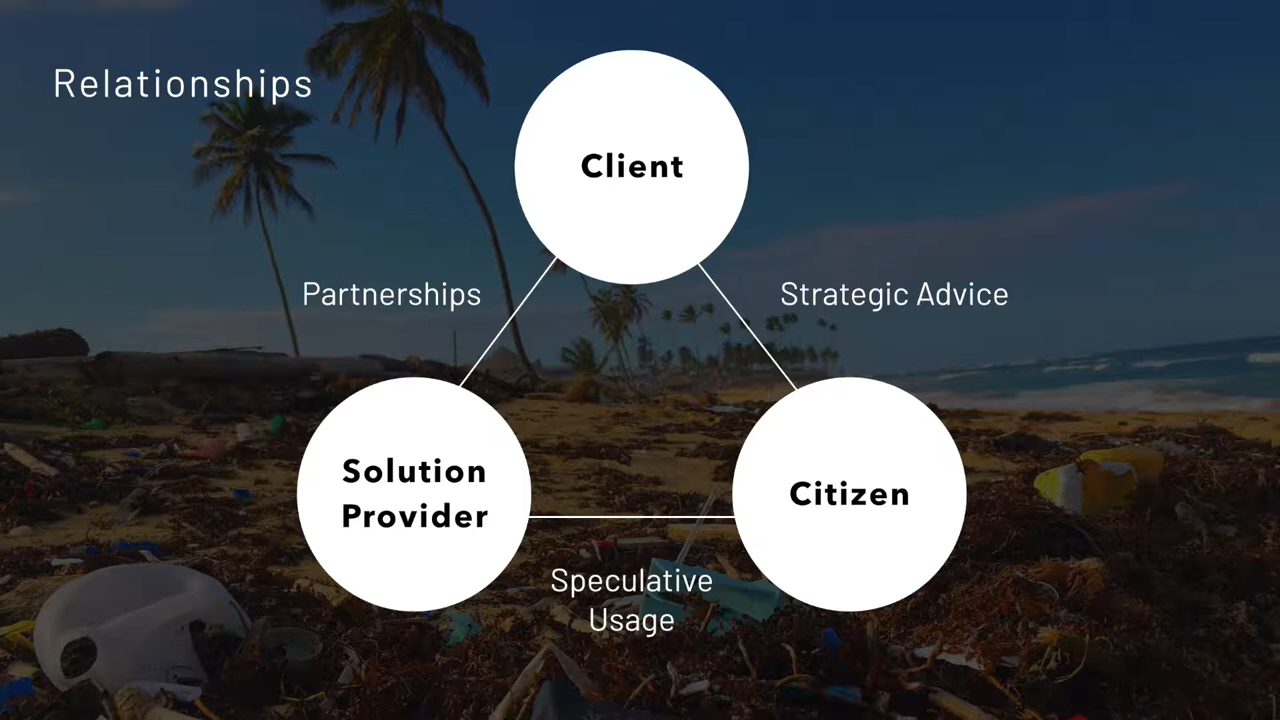 Relationships
Client
Partnerships
Strategic Advice
Solution
Provider
Citizen
Speculative
Usage